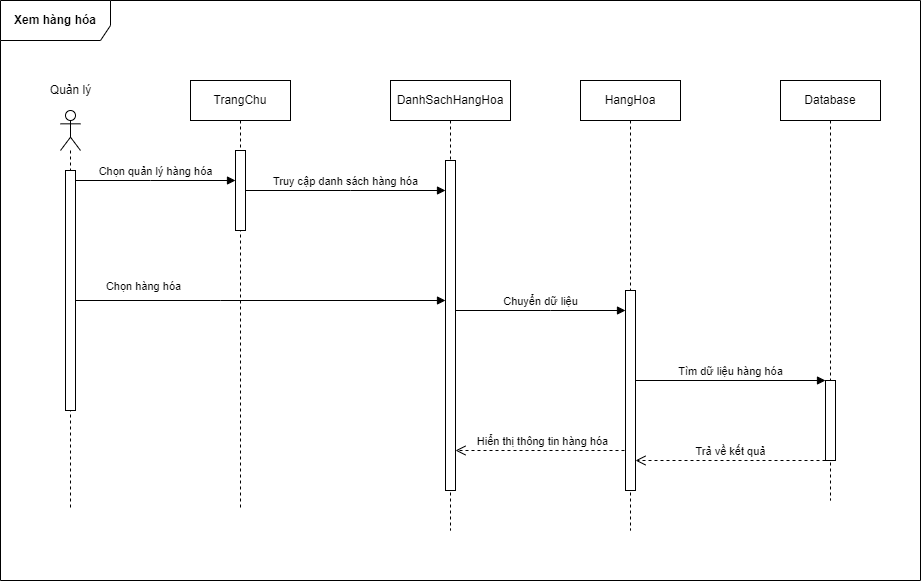 Xem hàng hóa
Quản lý
TrangChu
DanhSachHangHoa
HangHoa
Database
Chọn quản lý hàng hóa
Truy cập danh sách hàng hóa
Chọn hàng hóa
Chuyển dữ liệu
Tìm dữ liệu hàng hóa
Hiển thị thông tin hàng hóa
Trả về kết quả